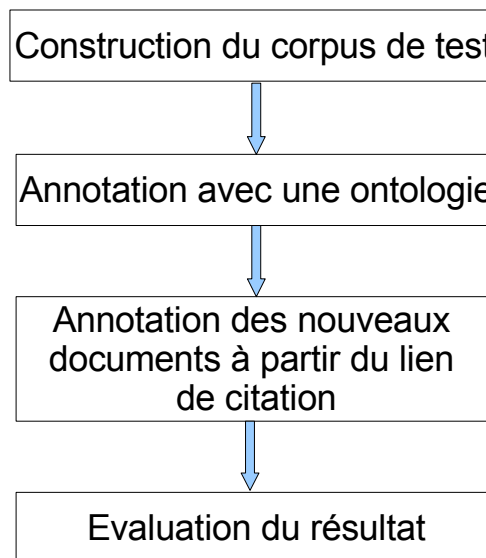 Construction du corpus de test
Annotation avec une ontologie
Annotation des nouveaux
documents à partir du lien
de citation
Evaluation du résultat